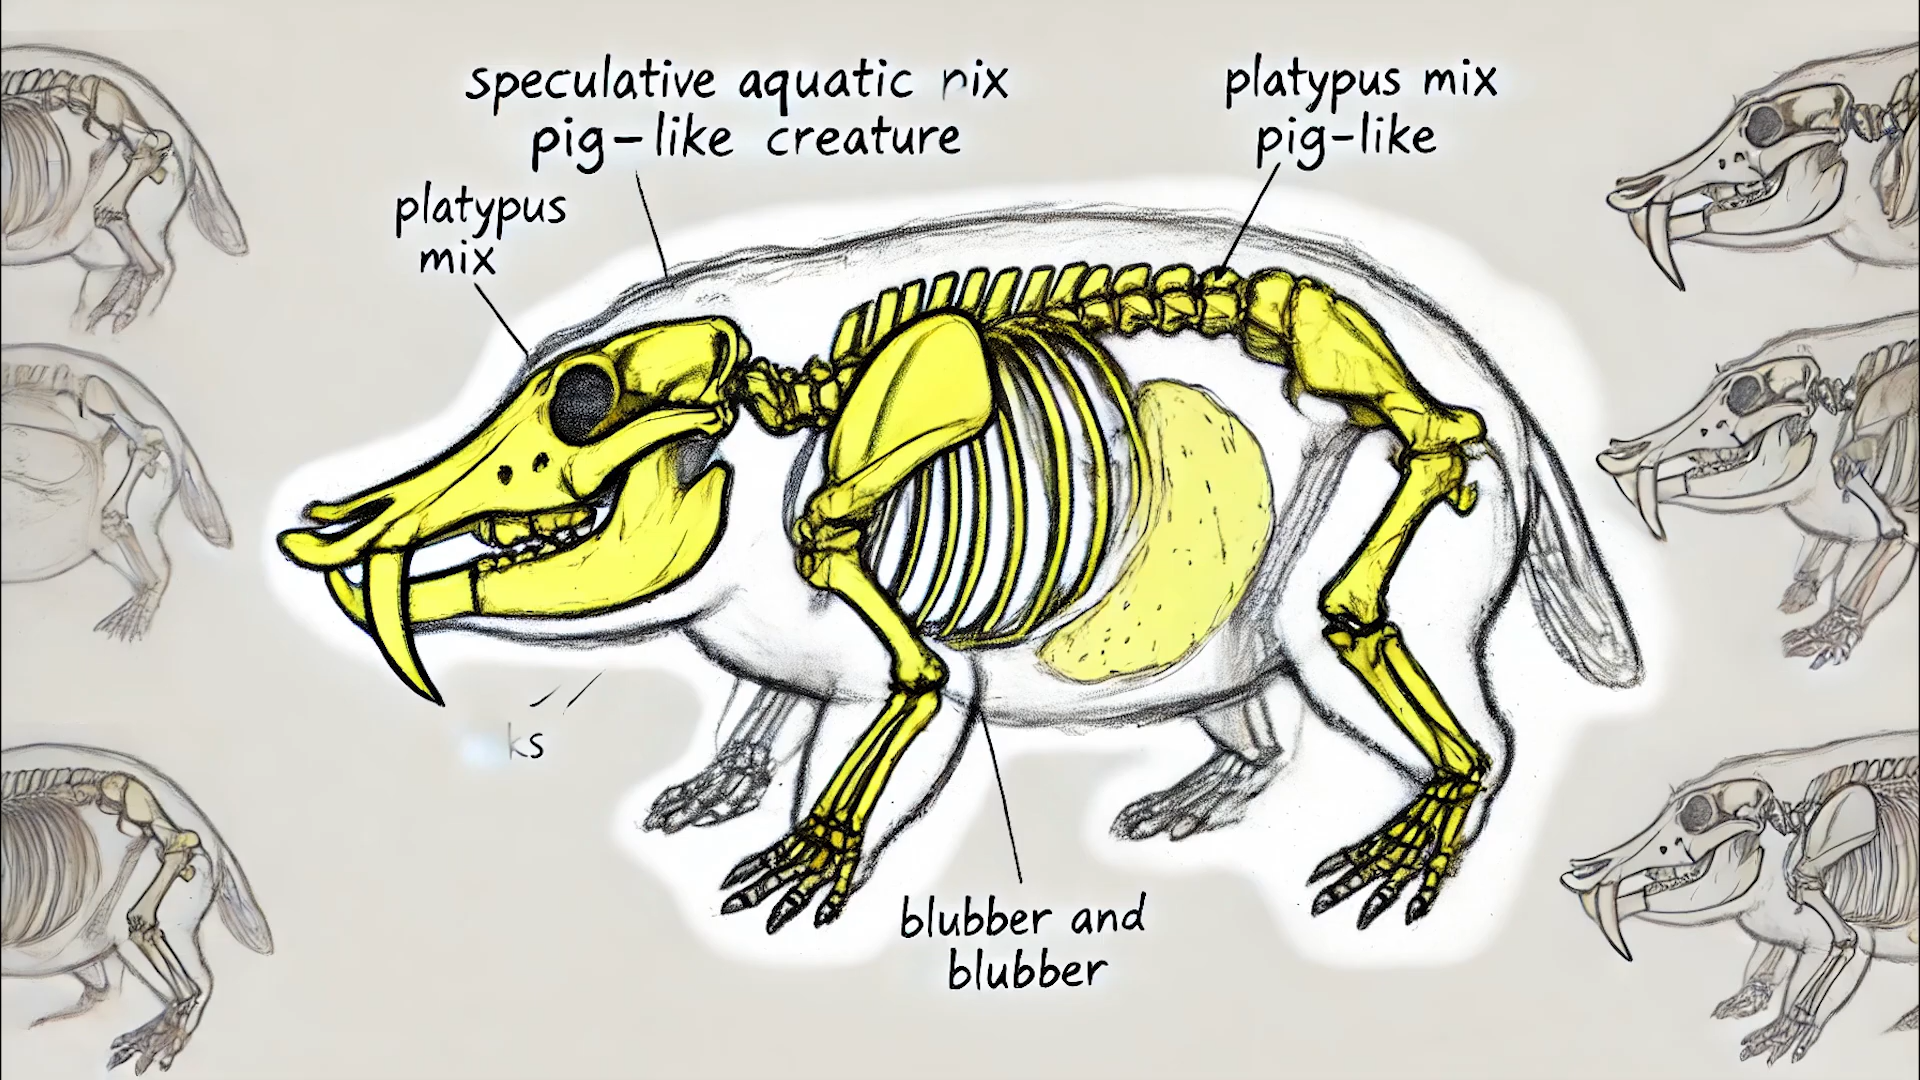 speculative aquatic nix
pig-like creature
platypus mix
pig-like
platypus
mix
ks
blubber and
blubber